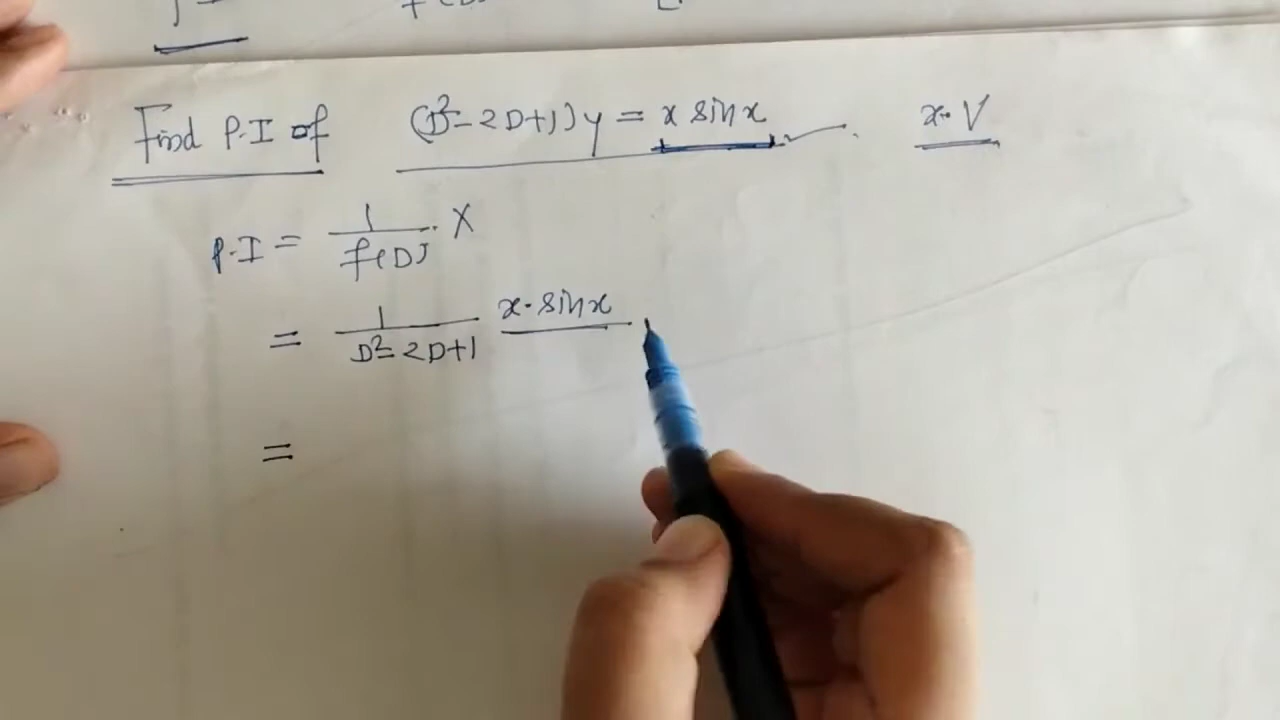 Find P.I of (D²-2D+1)y = x sin x x·V
P.I = 1/f(D) · X
= 1/D²-2D+1 x·sin x
=